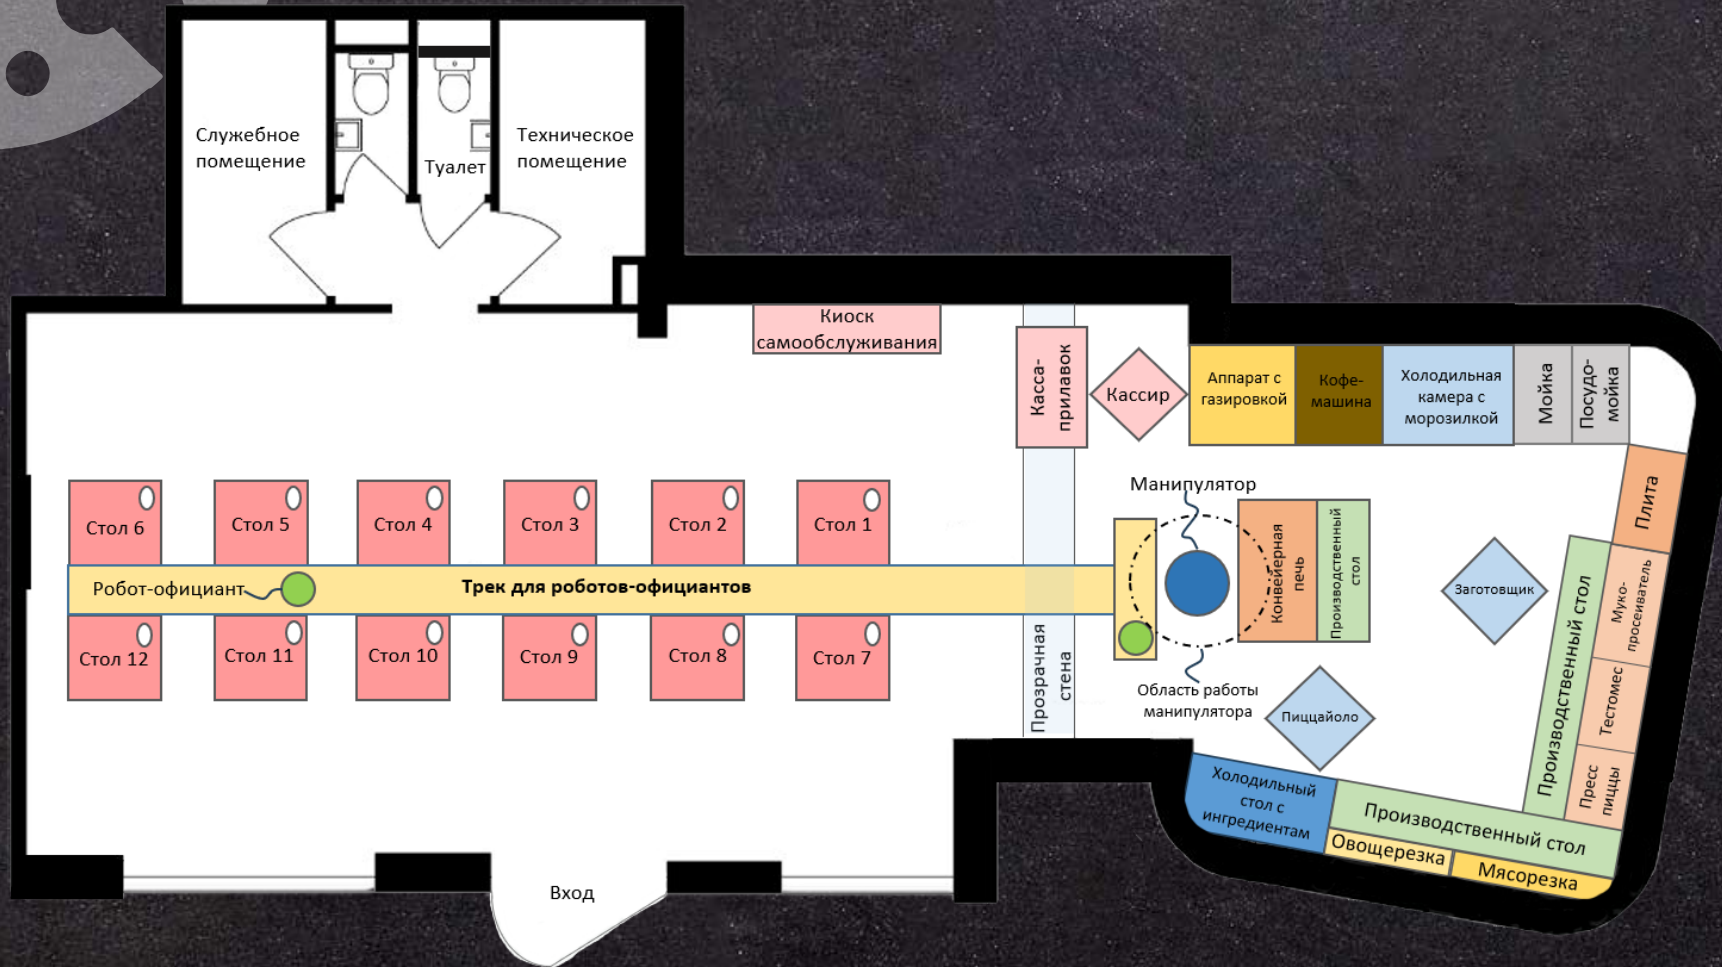 Служебное
помещение
Туалет
Техническое
помещение
Киоск
самообслуживания
Касса-
прилавок
Кассир
Аппарат с
газировкой
Кофе-
машина
Холодильная
камера с
морозилкой
Мойка
Посудо-
мойка
Плита
Стол 6
Стол 5
Стол 4
Стол 3
Стол 2
Стол 1
Манипулятор
Конвейерная
печь
Производственный
стол
Заготовщик
Производственный стол
Муко-
просеиватель
Тестомес
Пресс
пиццы
Робот-официант
Трек для роботов-официантов
Стол 12
Стол 11
Стол 10
Стол 9
Стол 8
Стол 7
Прозрачная
стена
Область работы
манипулятора
Пиццайоло
Холодильный
стол с
ингредиентам
Производственный стол
Овощерезка
Мясорезка
Вход